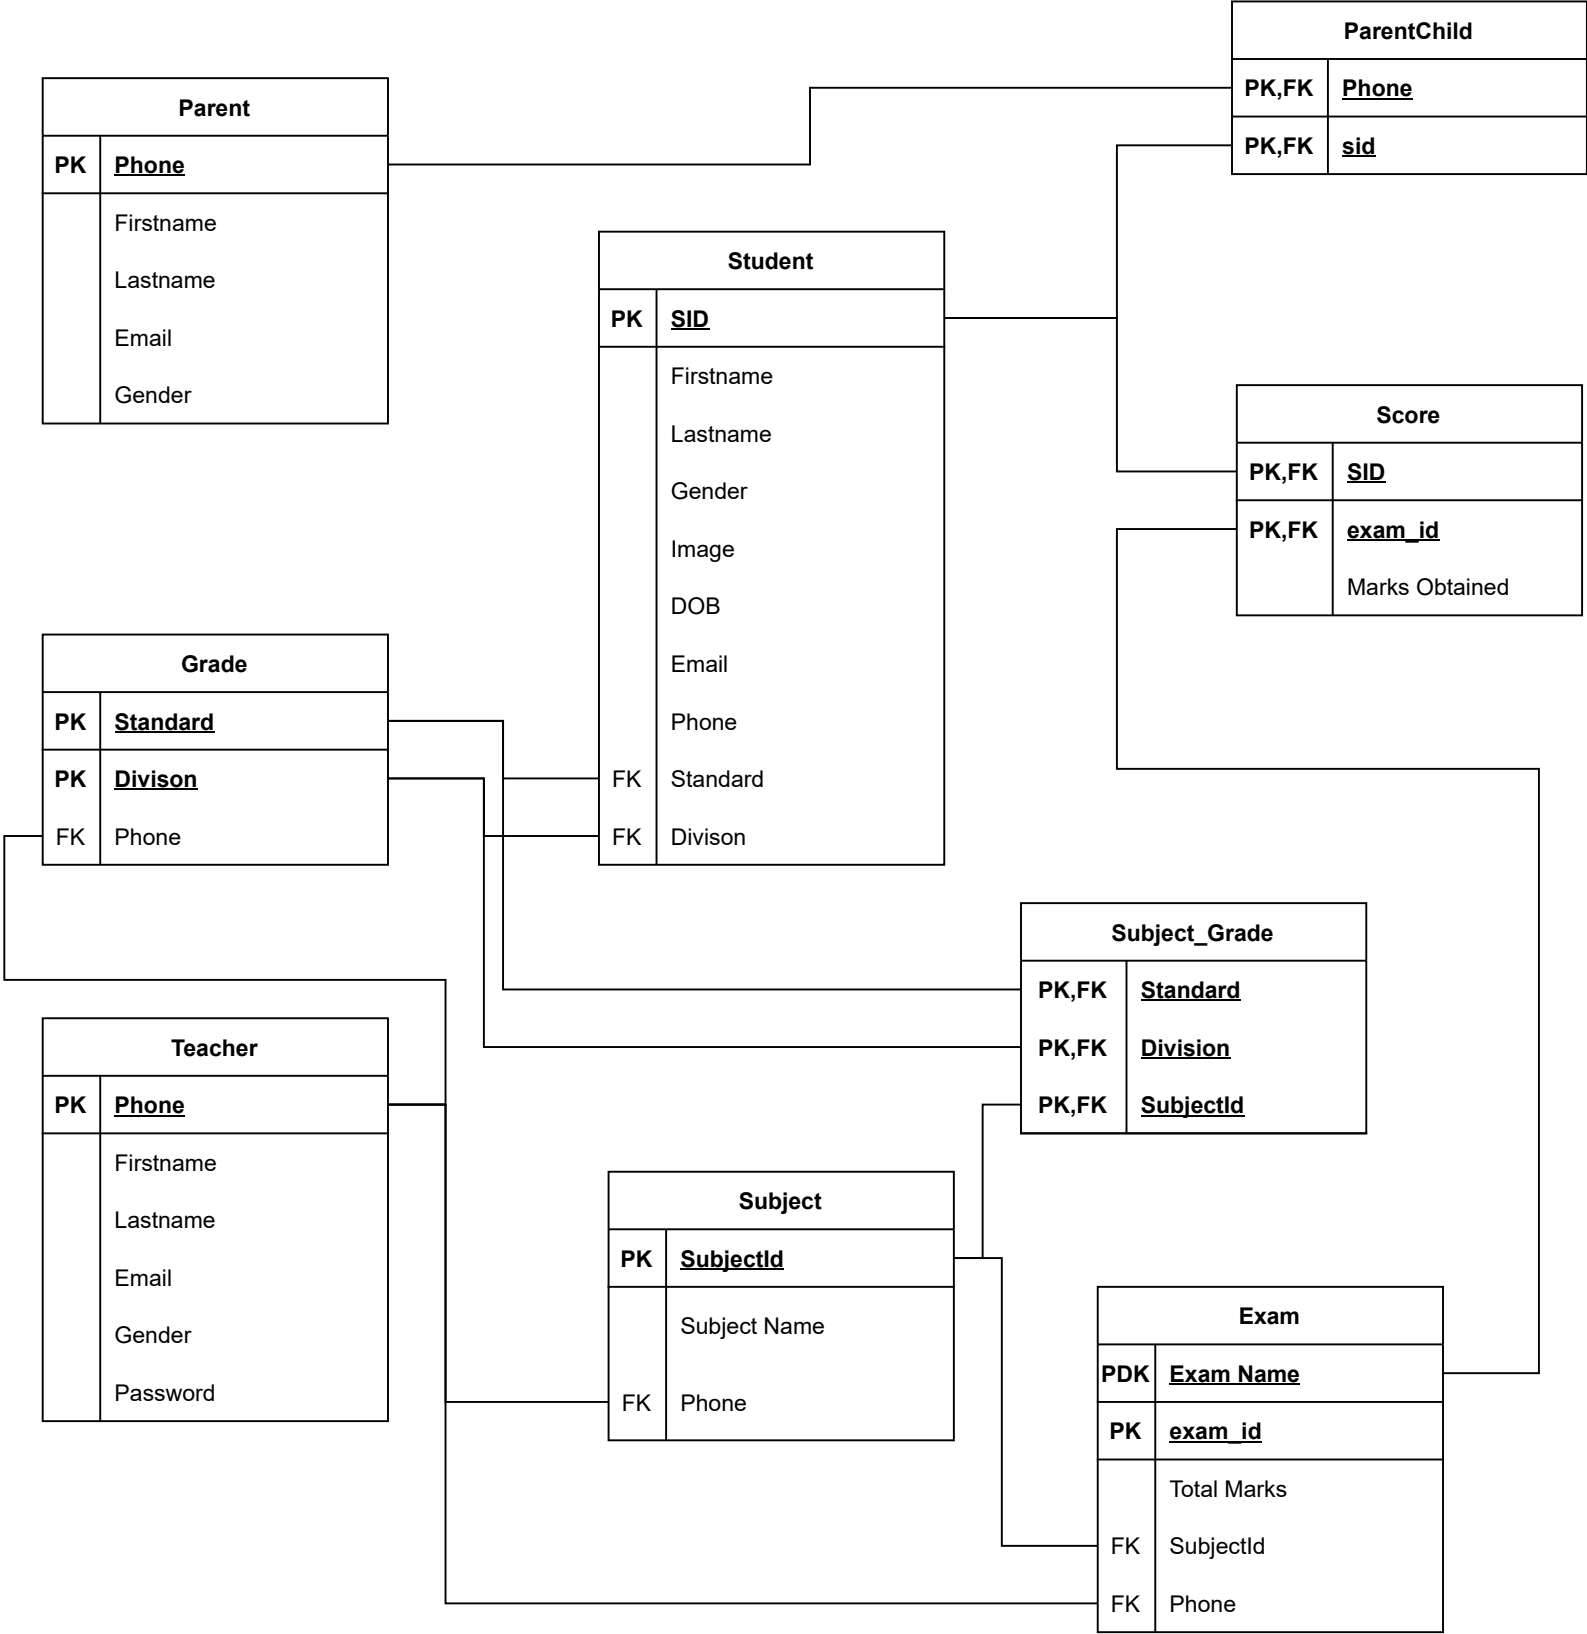 ParentChild
PK,FK Phone
PK,FK sid
Parent
PK Phone
Firstname
Lastname
Email
Gender
Student
PK SID
Firstname
Lastname
Gender
Image
DOB
Email
Phone
FK Standard
FK Divison
Score
PK,FK SID
PK,FK exam_id
Marks Obtained
Grade
PK Standard
PK Divison
FK Phone
Subject_Grade
PK,FK Standard
PK,FK Division
PK,FK SubjectId
Teacher
PK Phone
Firstname
Lastname
Email
Gender
Password
Subject
PK SubjectId
Subject Name
FK Phone
Exam
PDK Exam Name
PK exam_id
Total Marks
FK SubjectId
FK Phone